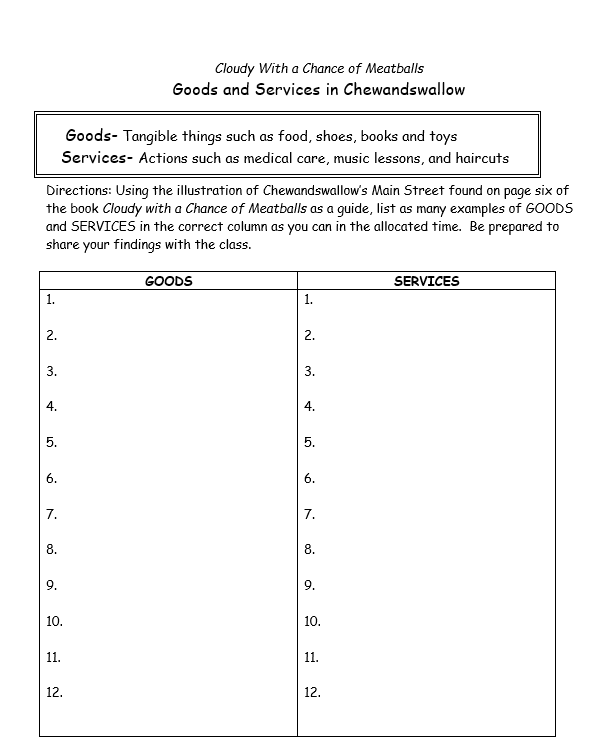 Cloudy With a Chance of Meatballs
Goods and Services in Chewandswallow
Goods- Tangible things such as food, shoes, books and toys
Services- Actions such as medical care, music lessons, and haircuts
Directions: Using the illustration of Chewandswallow's Main Street found on page six of
the book Cloudy with a Chance of Meatballs as a guide, list as many examples of GOODS
and SERVICES in the correct column as you can in the allocated time. Be prepared to
share your findings with the class.
GOODS SERVICES
1. 1.
2. 2.
3. 3.
4. 4.
5. 5.
6. 6.
7. 7.
8. 8.
9. 9.
10. 10.
11. 11.
12. 12.